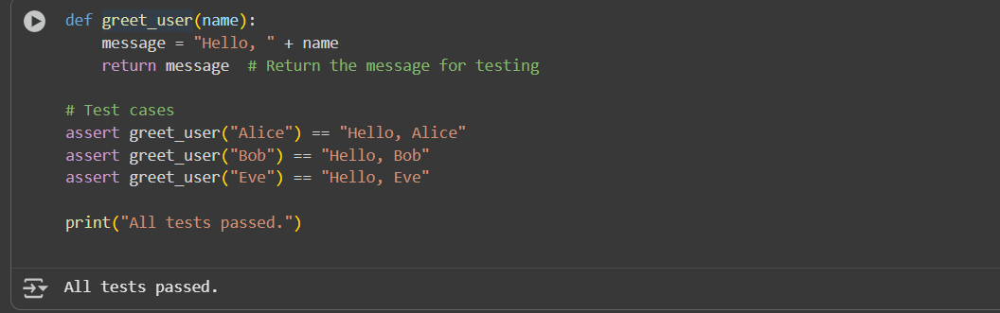 def greet_user(name):
    message = "Hello, " + name
    return message  # Return the message for testing

# Test cases
assert greet_user("Alice") == "Hello, Alice"
assert greet_user("Bob") == "Hello, Bob"
assert greet_user("Eve") == "Hello, Eve"

print("All tests passed.")

All tests passed.